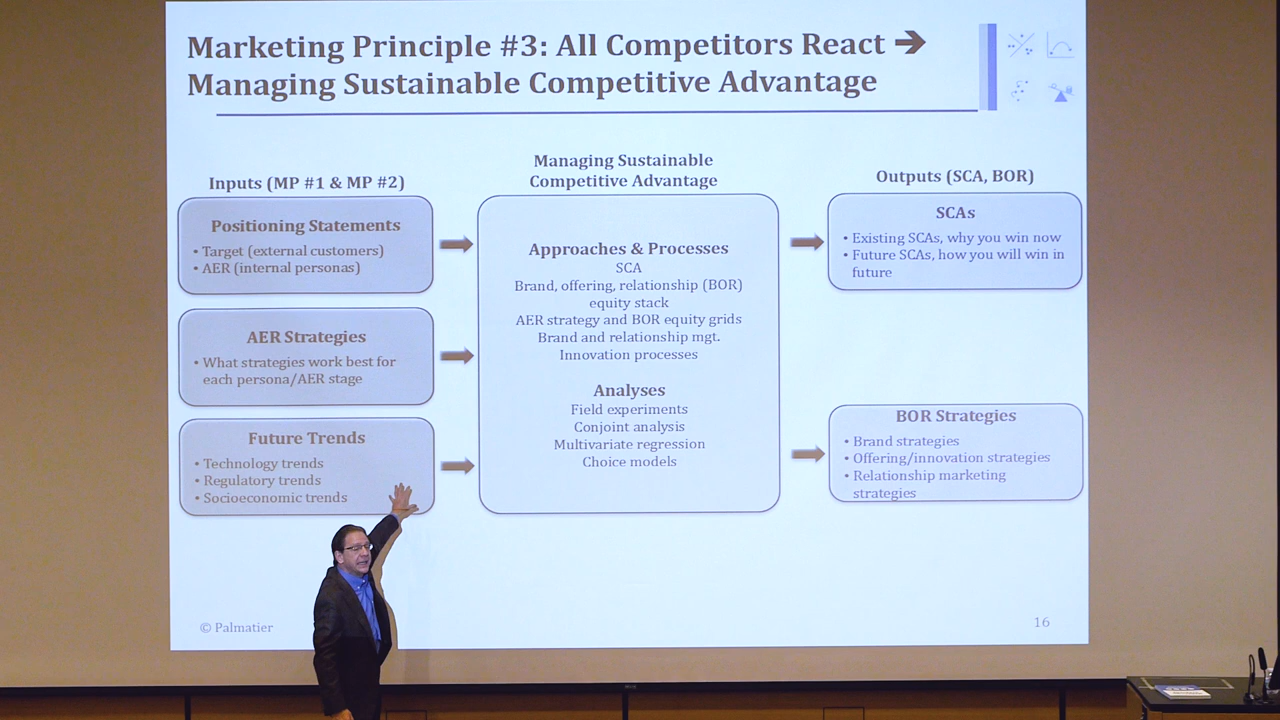 Marketing Principle #3: All Competitors React →
Managing Sustainable Competitive Advantage
Inputs (MP #1 & MP #2)
Positioning Statements
• Target (external customers)
• AER (internal personas)
AER Strategies
• What strategies work best for
each persona/AER stage
Future Trends
• Technology trends
• Regulatory trends
• Socioeconomic trends
Managing Sustainable
Competitive Advantage
Approaches & Processes
SCA
Brand, offering, relationship (BOR)
equity stack
AER strategy and BOR equity grids
Brand and relationship mgt.
Innovation processes
Analyses
Field experiments
Conjoint analysis
Multivariate regression
Choice models
Outputs (SCA, BOR)
SCAs
• Existing SCAs, why you win now
• Future SCAs, how you will win in
future
BOR Strategies
• Brand strategies
• Offering/innovation strategies
• Relationship marketing
strategies
© Palmatier
16